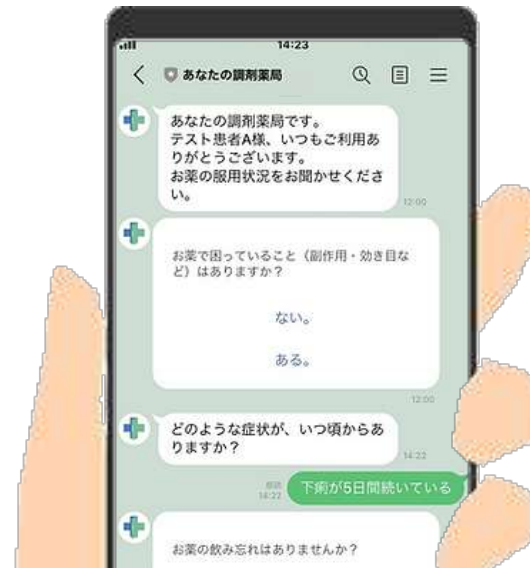 14:23
あなたの調剤薬局
あなたの調剤薬局です。
テスト患者A様、いつもご利用あ
りがとうございます。
お薬の服用状況をお聞かせくださ
い。
12:00
お薬で困っていること（副作用・効き目な
ど）はありますか？
ない。
ある。
12:00
どのような症状が、いつ頃からあ
りますか？
14:22
既読
14:22
下痢が5日間続いている
お薬の飲み忘れはありませんか？